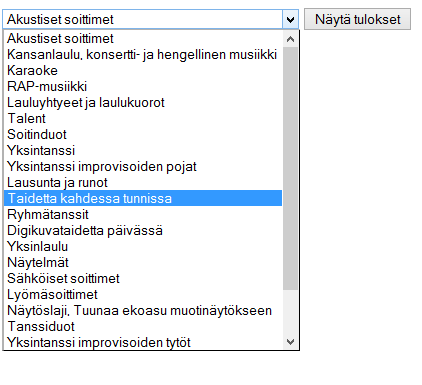 Akustiset soittimet
Näytä tulokset
Akustiset soittimet
Kansanlaulu, konsertti- ja hengellinen musiikki
Karaoke
RAP-musiikki
Lauluyhtyeet ja laulukuorot
Talent
Soitinduot
Yksintanssi
Yksintanssi improvisoiden pojat
Lausunta ja runot
Taidetta kahdessa tunnissa
Ryhmätanssit
Digikuvataidetta päivässä
Yksinlaulu
Näytelmät
Sähköiset soittimet
Lyömäsoittimet
Näytöslaji, Tuunaa ekoasu muotinäytökseen
Tanssiduot
Yksintanssi improvisoiden tytöt